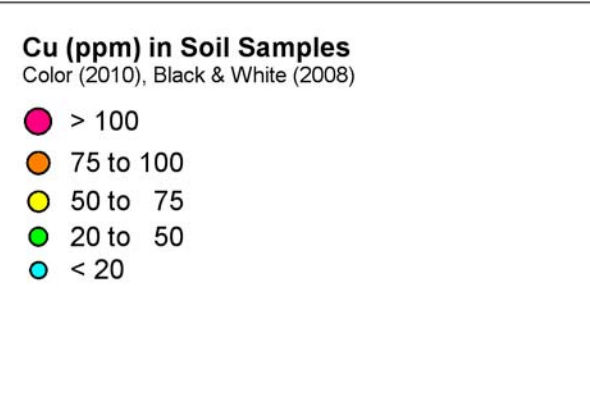 Cu (ppm) in Soil Samples
Color (2010), Black & White (2008)
> 100
75 to 100
50 to 75
20 to 50
< 20